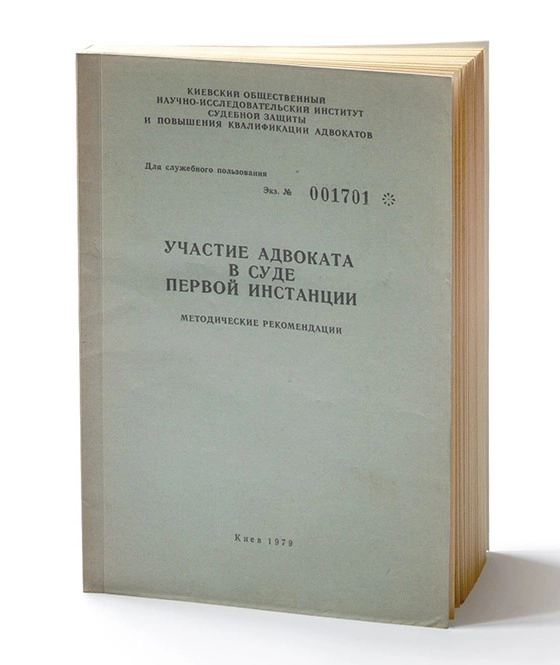 КИЕВСКИЙ ОБЩЕСТВЕННЫЙ
НАУЧНО-ИССЛЕДОВАТЕЛЬСКИЙ ИНСТИТУТ
СУДЕБНОЙ ЗАЩИТЫ
И ПОВЫШЕНИЯ КВАЛИФИКАЦИИ АДВОКАТОВ
Для служебного пользования
Экз. № 001701
УЧАСТИЕ АДВОКАТА
В СУДЕ
ПЕРВОЙ ИНСТАНЦИИ
МЕТОДИЧЕСКИЕ РЕКОМЕНДАЦИИ
Киев 1979